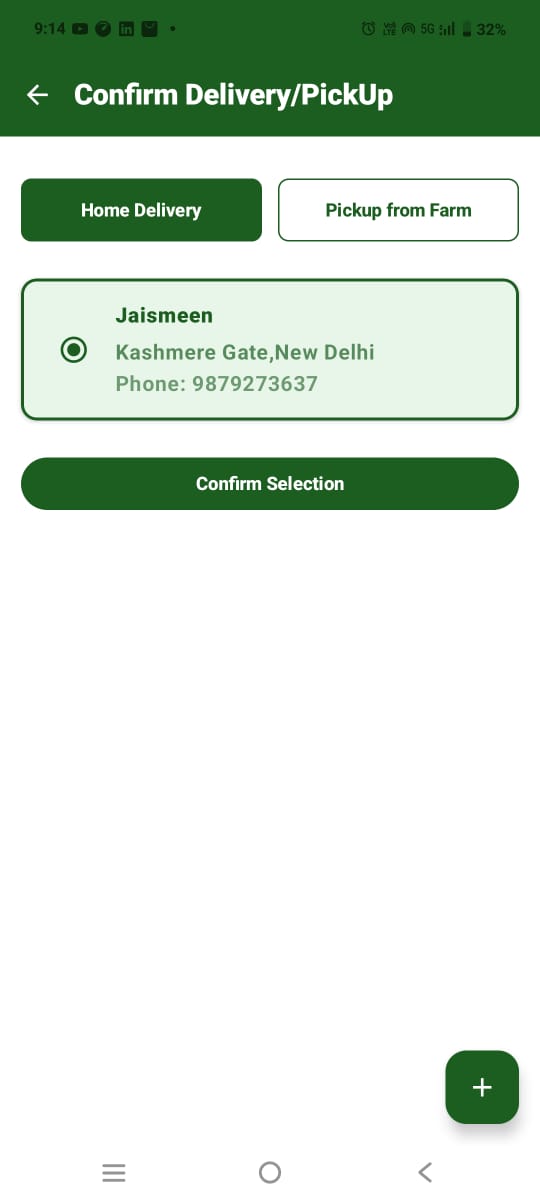 9:14 5G 32%
Confirm Delivery/PickUp
Home Delivery Pickup from Farm
Jaismeen
Kashmere Gate,New Delhi
Phone: 9879273637
Confirm Selection
+